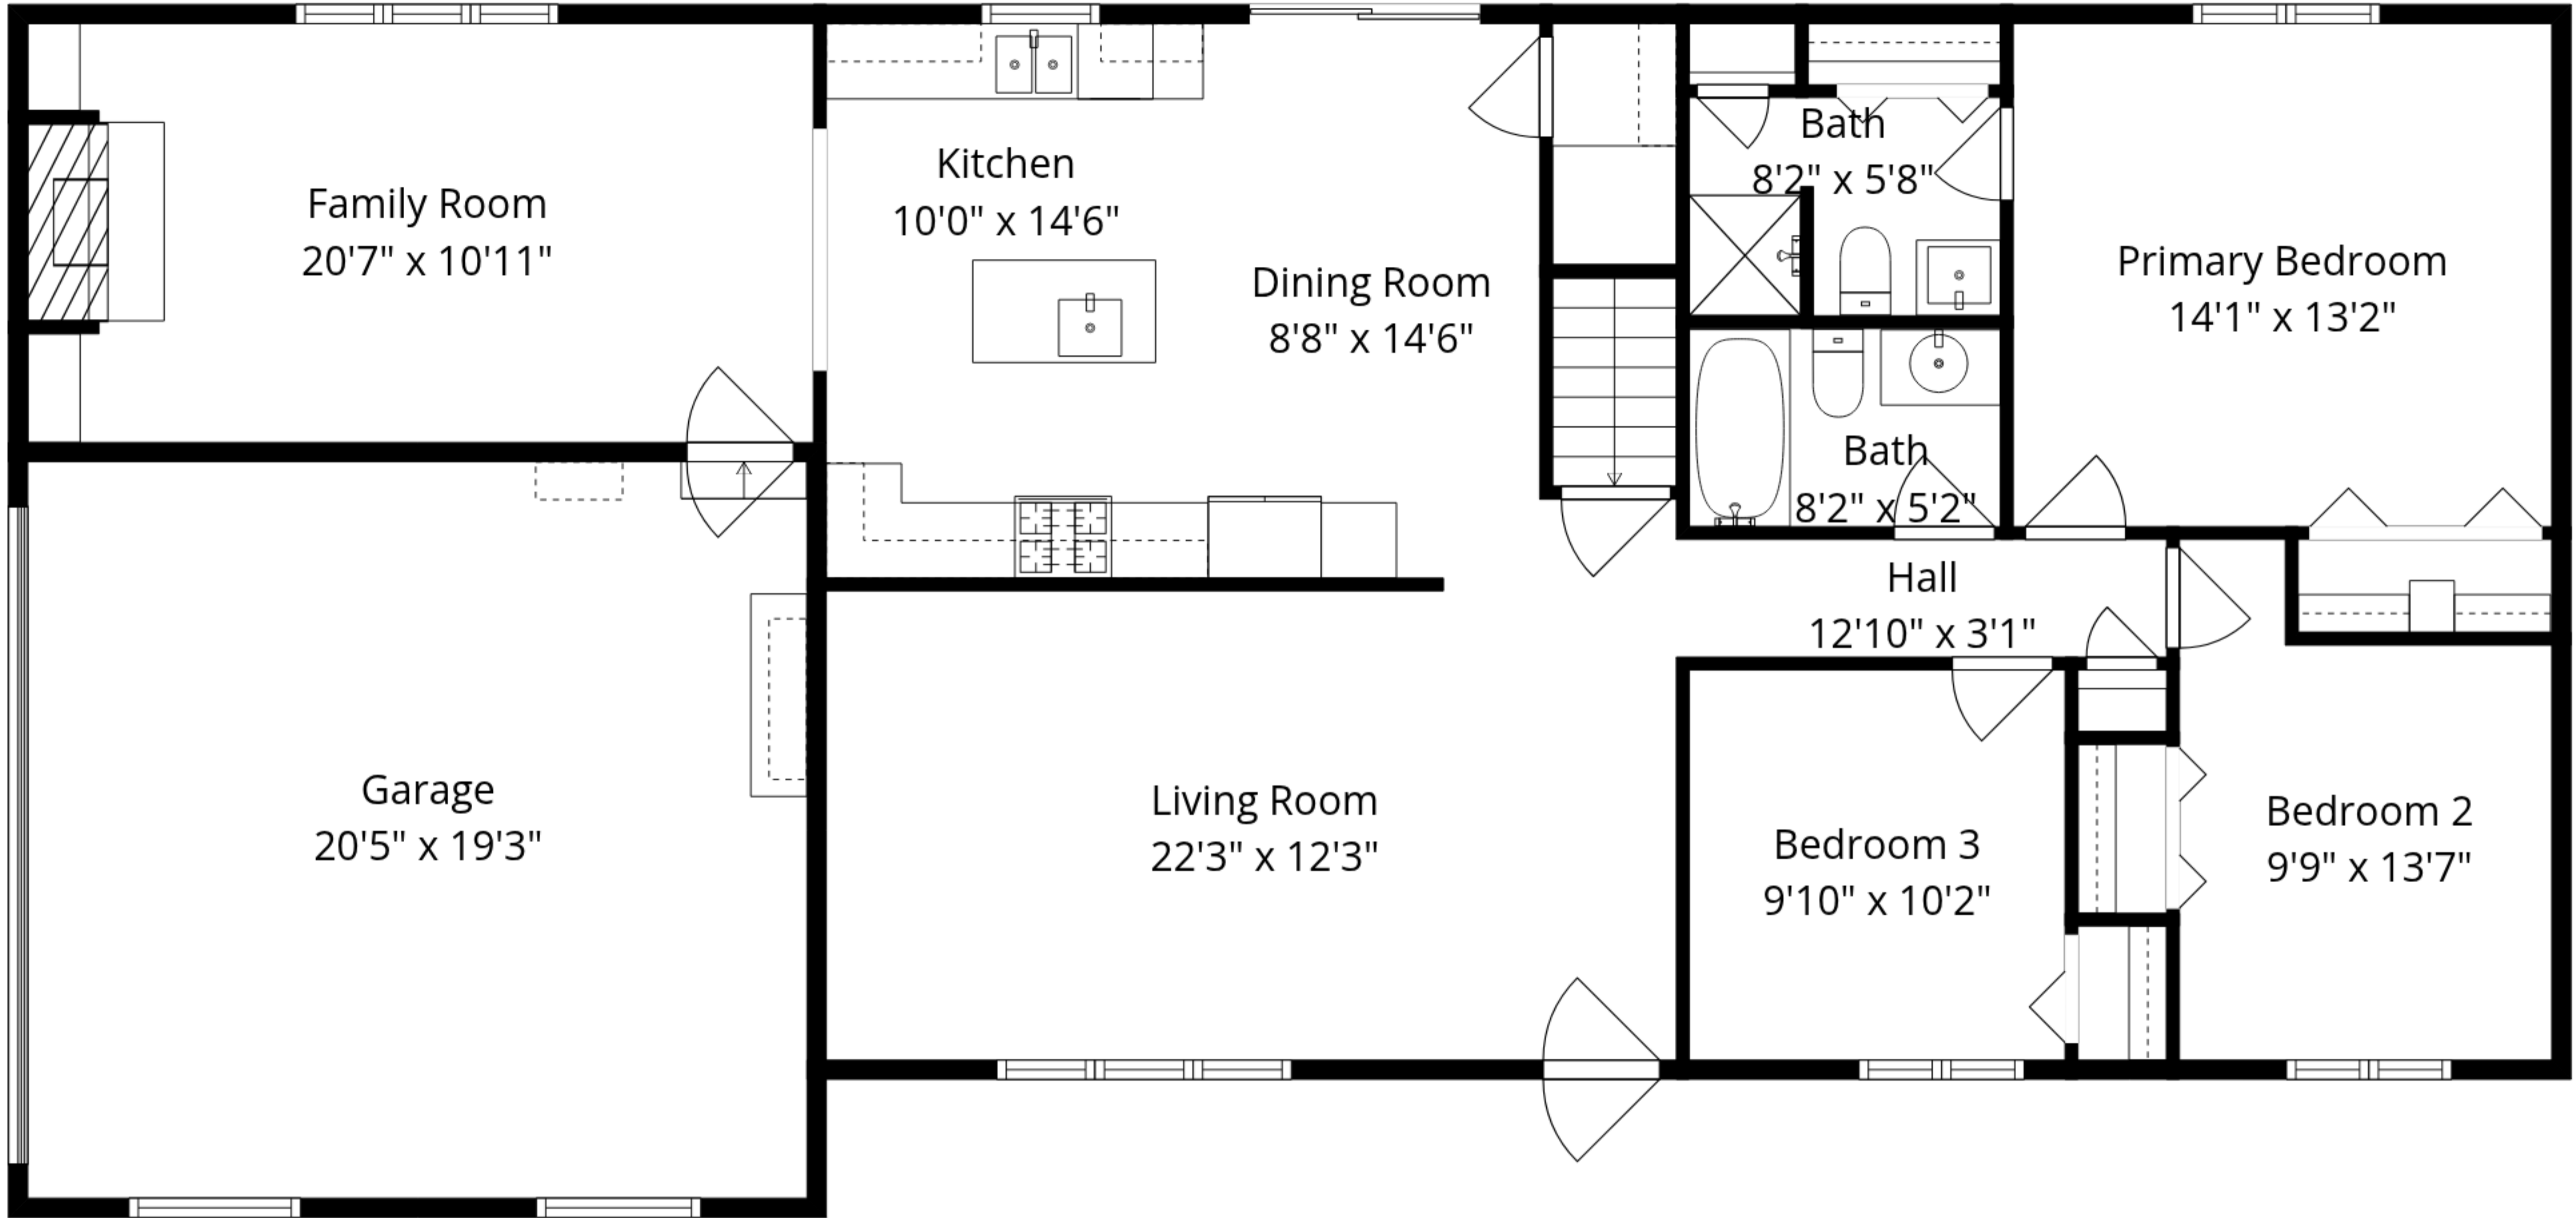 Family Room
20'7" x 10'11"
Kitchen
10'0" x 14'6"
Dining Room
8'8" x 14'6"
Bath
8'2" x 5'8"
Primary Bedroom
14'1" x 13'2"
Bath
8'2" x 5'2"
Hall
12'10" x 3'1"
Garage
20'5" x 19'3"
Living Room
22'3" x 12'3"
Bedroom 3
9'10" x 10'2"
Bedroom 2
9'9" x 13'7"